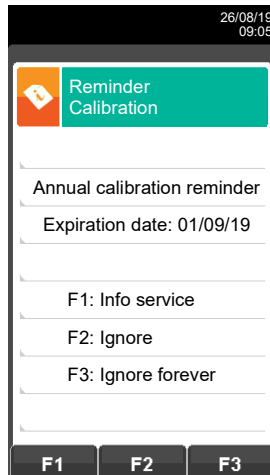 26/08/19
09:05
Reminder
Calibration
Annual calibration reminder
Expiration date: 01/09/19
F1: Info service
F2: Ignore
F3: Ignore forever
F1 F2 F3